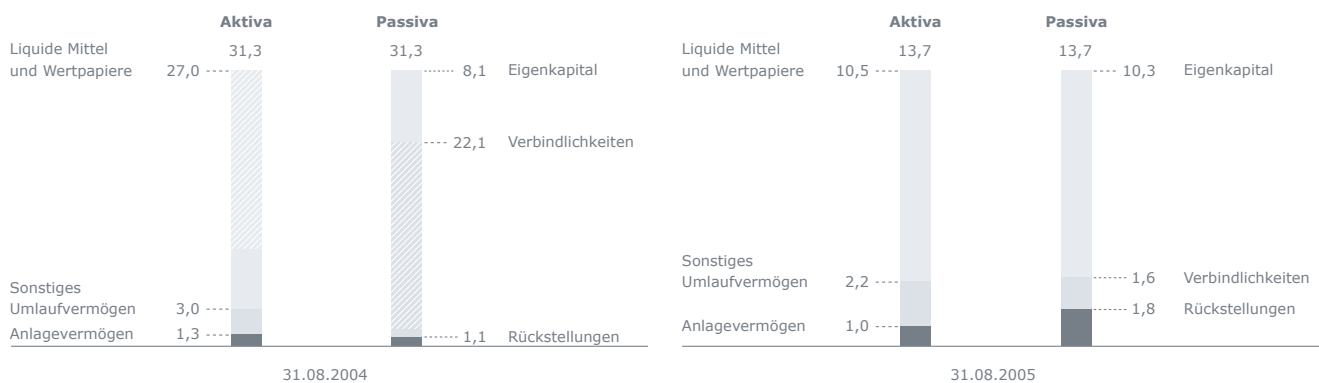 Aktiva Passiva
Liquide Mittel 31,3 31,3
und Wertpapiere 27,0 8,1 Eigenkapital
22,1 Verbindlichkeiten
Sonstiges
Umlaufvermögen 3,0
Anlagevermögen 1,3 1,1 Rückstellungen
31.08.2004
Aktiva Passiva
Liquide Mittel 13,7 13,7
und Wertpapiere 10,5 10,3 Eigenkapital
Sonstiges
Umlaufvermögen 2,2 1,6 Verbindlichkeiten
1,8 Rückstellungen
Anlagevermögen 1,0
31.08.2005